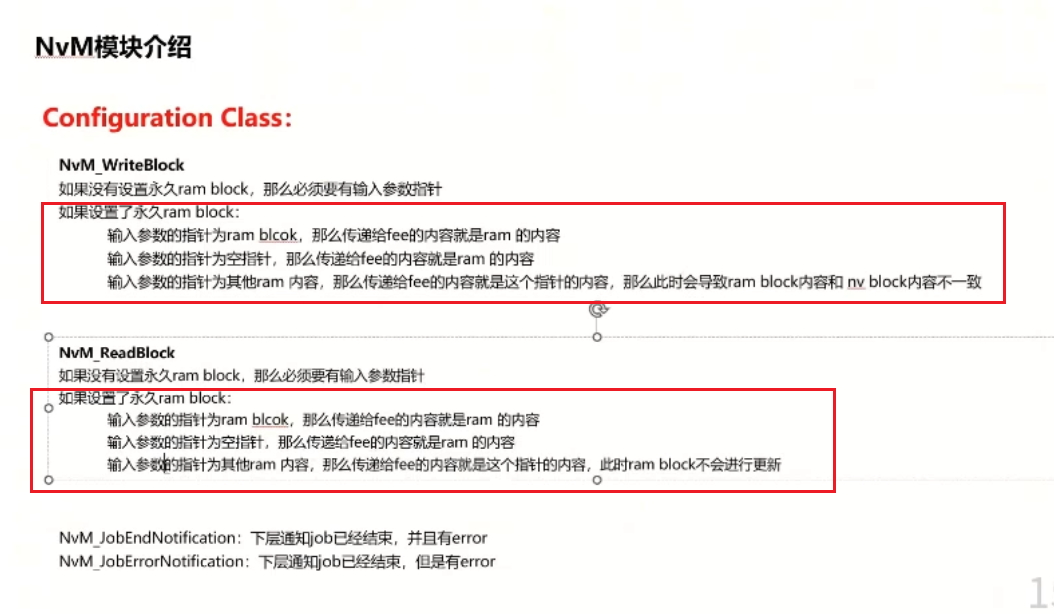 NvM模块介绍
Configuration Class:
NvM_WriteBlock
如果没有设置永久ram block，那么必须要有输入参数指针
如果设置了永久ram block：
输入参数的指针为ram blcok，那么传递给fee的内容就是ram 的内容
输入参数的指针为空指针，那么传递给fee的内容就是ram 的内容
输入参数的指针为其他ram 内容，那么传递给fee的内容就是这个指针的内容，那么此时会导致ram block内容和 nv block内容不一致
NvM_ReadBlock
如果没有设置永久ram block，那么必须要有输入参数指针
如果设置了永久ram block：
输入参数的指针为ram blcok，那么传递给fee的内容就是ram 的内容
输入参数的指针为空指针，那么传递给fee的内容就是ram 的内容
输入参数的指针为其他ram 内容，那么传递给fee的内容就是这个指针的内容，此时ram block不会进行更新
NvM_JobEndNotification：下层通知job已经结束，并且有error
NvM_JobErrorNotification：下层通知job已经结束，但是有error